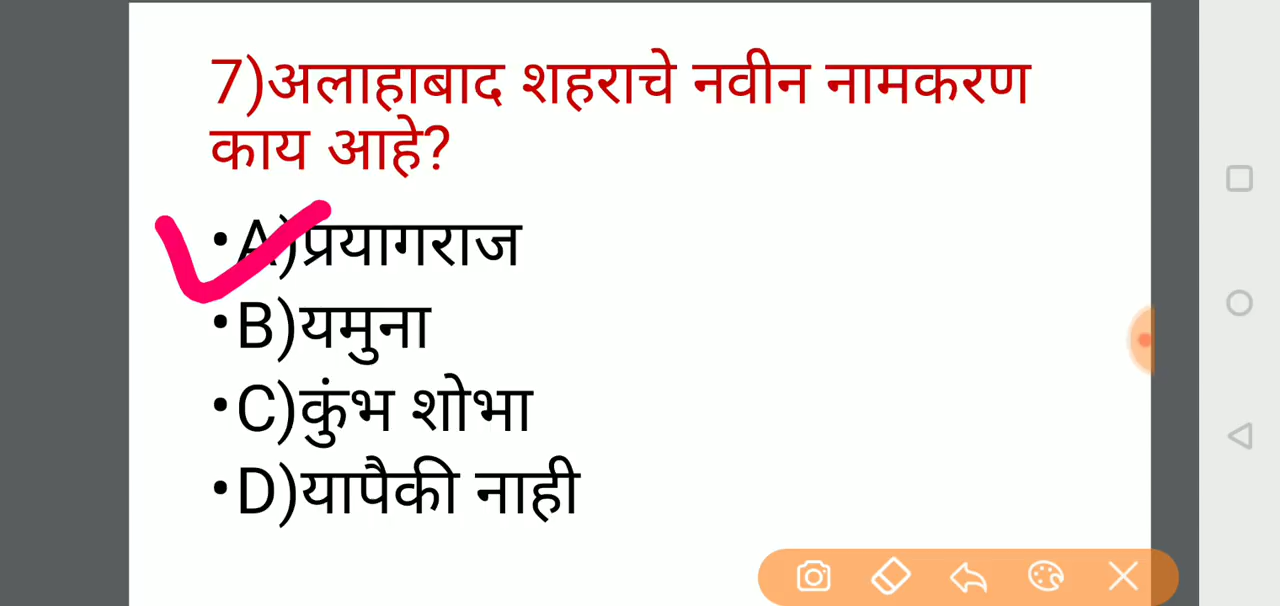 7)अलाहाबाद शहराचे नवीन नामकरण
काय आहे?
•A)प्रयागराज
•B)यमुना
•C)कुंभ शोभा
•D)यापैकी नाही